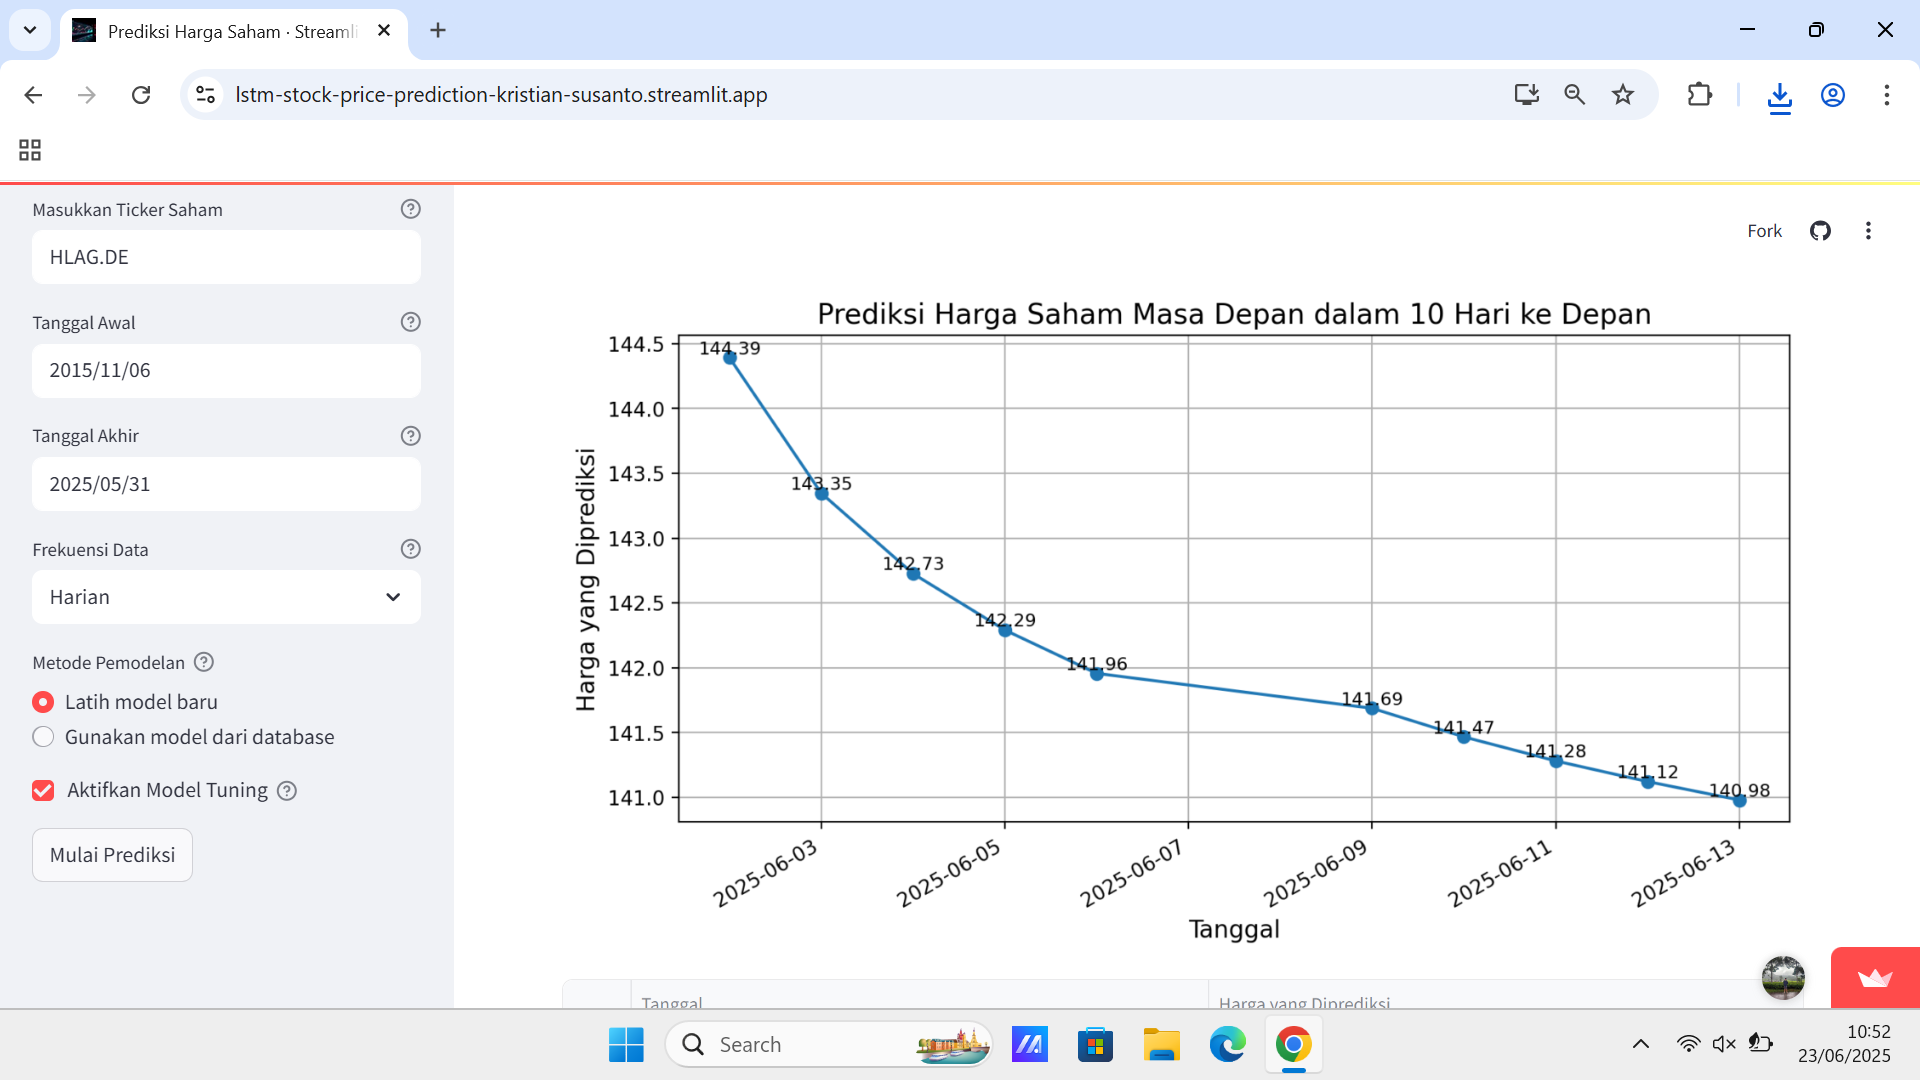 Prediksi Harga Saham · Streamli
lstm-stock-price-prediction-kristian-susanto.streamlit.app
Masukkan Ticker Saham
HLAG.DE
Tanggal Awal
2015/11/06
Tanggal Akhir
2025/05/31
Frekuensi Data
Harian
Metode Pemodelan
Latih model baru
Gunakan model dari database
Aktifkan Model Tuning
Mulai Prediksi
Fork
Prediksi Harga Saham Masa Depan dalam 10 Hari ke Depan
Harga yang Diprediksi
144.5
144.0
143.5
143.0
142.5
142.0
141.5
141.0
144.39
143.35
142.73
142.29
141.96
141.69
141.47
141.28
141.12
140.98
2025-06-03
2025-06-05
2025-06-07
2025-06-09
2025-06-11
2025-06-13
Tanggal
Tanggal
Harga yang Diprediksi
Search
10:52
23/06/2025